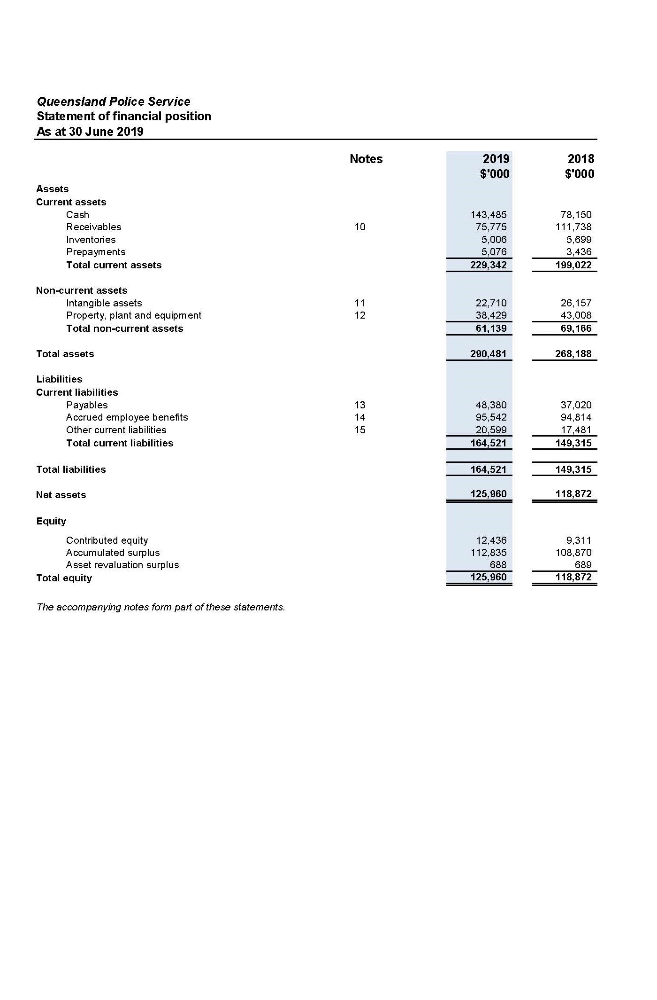 Queensland Police Service
Statement of financial position
As at 30 June 2019
Notes 2019 2018
$'000 $'000
Assets
Current assets
Cash 143,485 78,150
Receivables 10 75,775 111,738
Inventories 5,006 5,699
Prepayments 5,076 3,436
Total current assets 229,342 199,022
Non-current assets
Intangible assets 11 22,710 26,157
Property, plant and equipment 12 38,429 43,008
Total non-current assets 61,139 69,166
Total assets 290,481 268,188
Liabilities
Current liabilities
Payables 13 48,380 37,020
Accrued employee benefits 14 95,542 94,814
Other current liabilities 15 20,599 17,481
Total current liabilities 164,521 149,315
Total liabilities 164,521 149,315
Net assets 125,960 118,872
Equity
Contributed equity 12,436 9,311
Accumulated surplus 112,835 108,870
Asset revaluation surplus 688 689
Total equity 125,960 118,872
The accompanying notes form part of these statements.